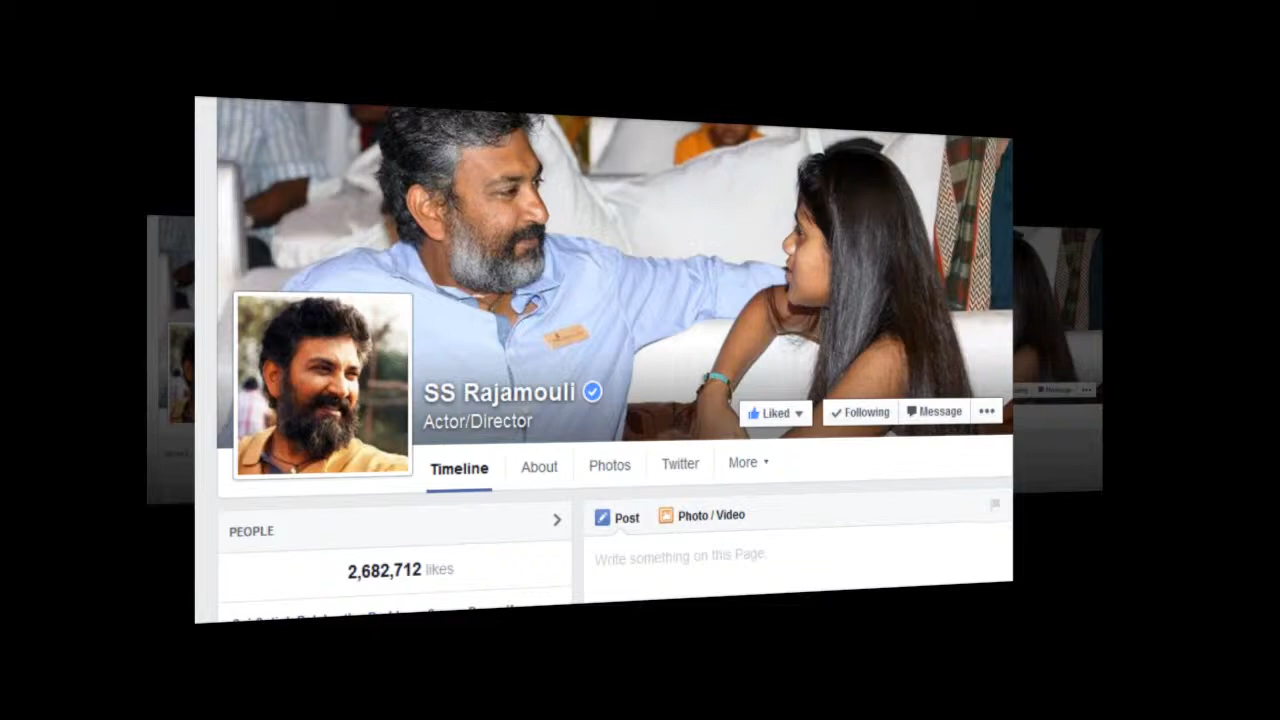 SS Rajamouli
Actor/Director
Liked
Following
Message
Timeline
About
Photos
Twitter
More
PEOPLE
2,682,712 likes
Post
Photo / Video
Write something on this Page.
Message